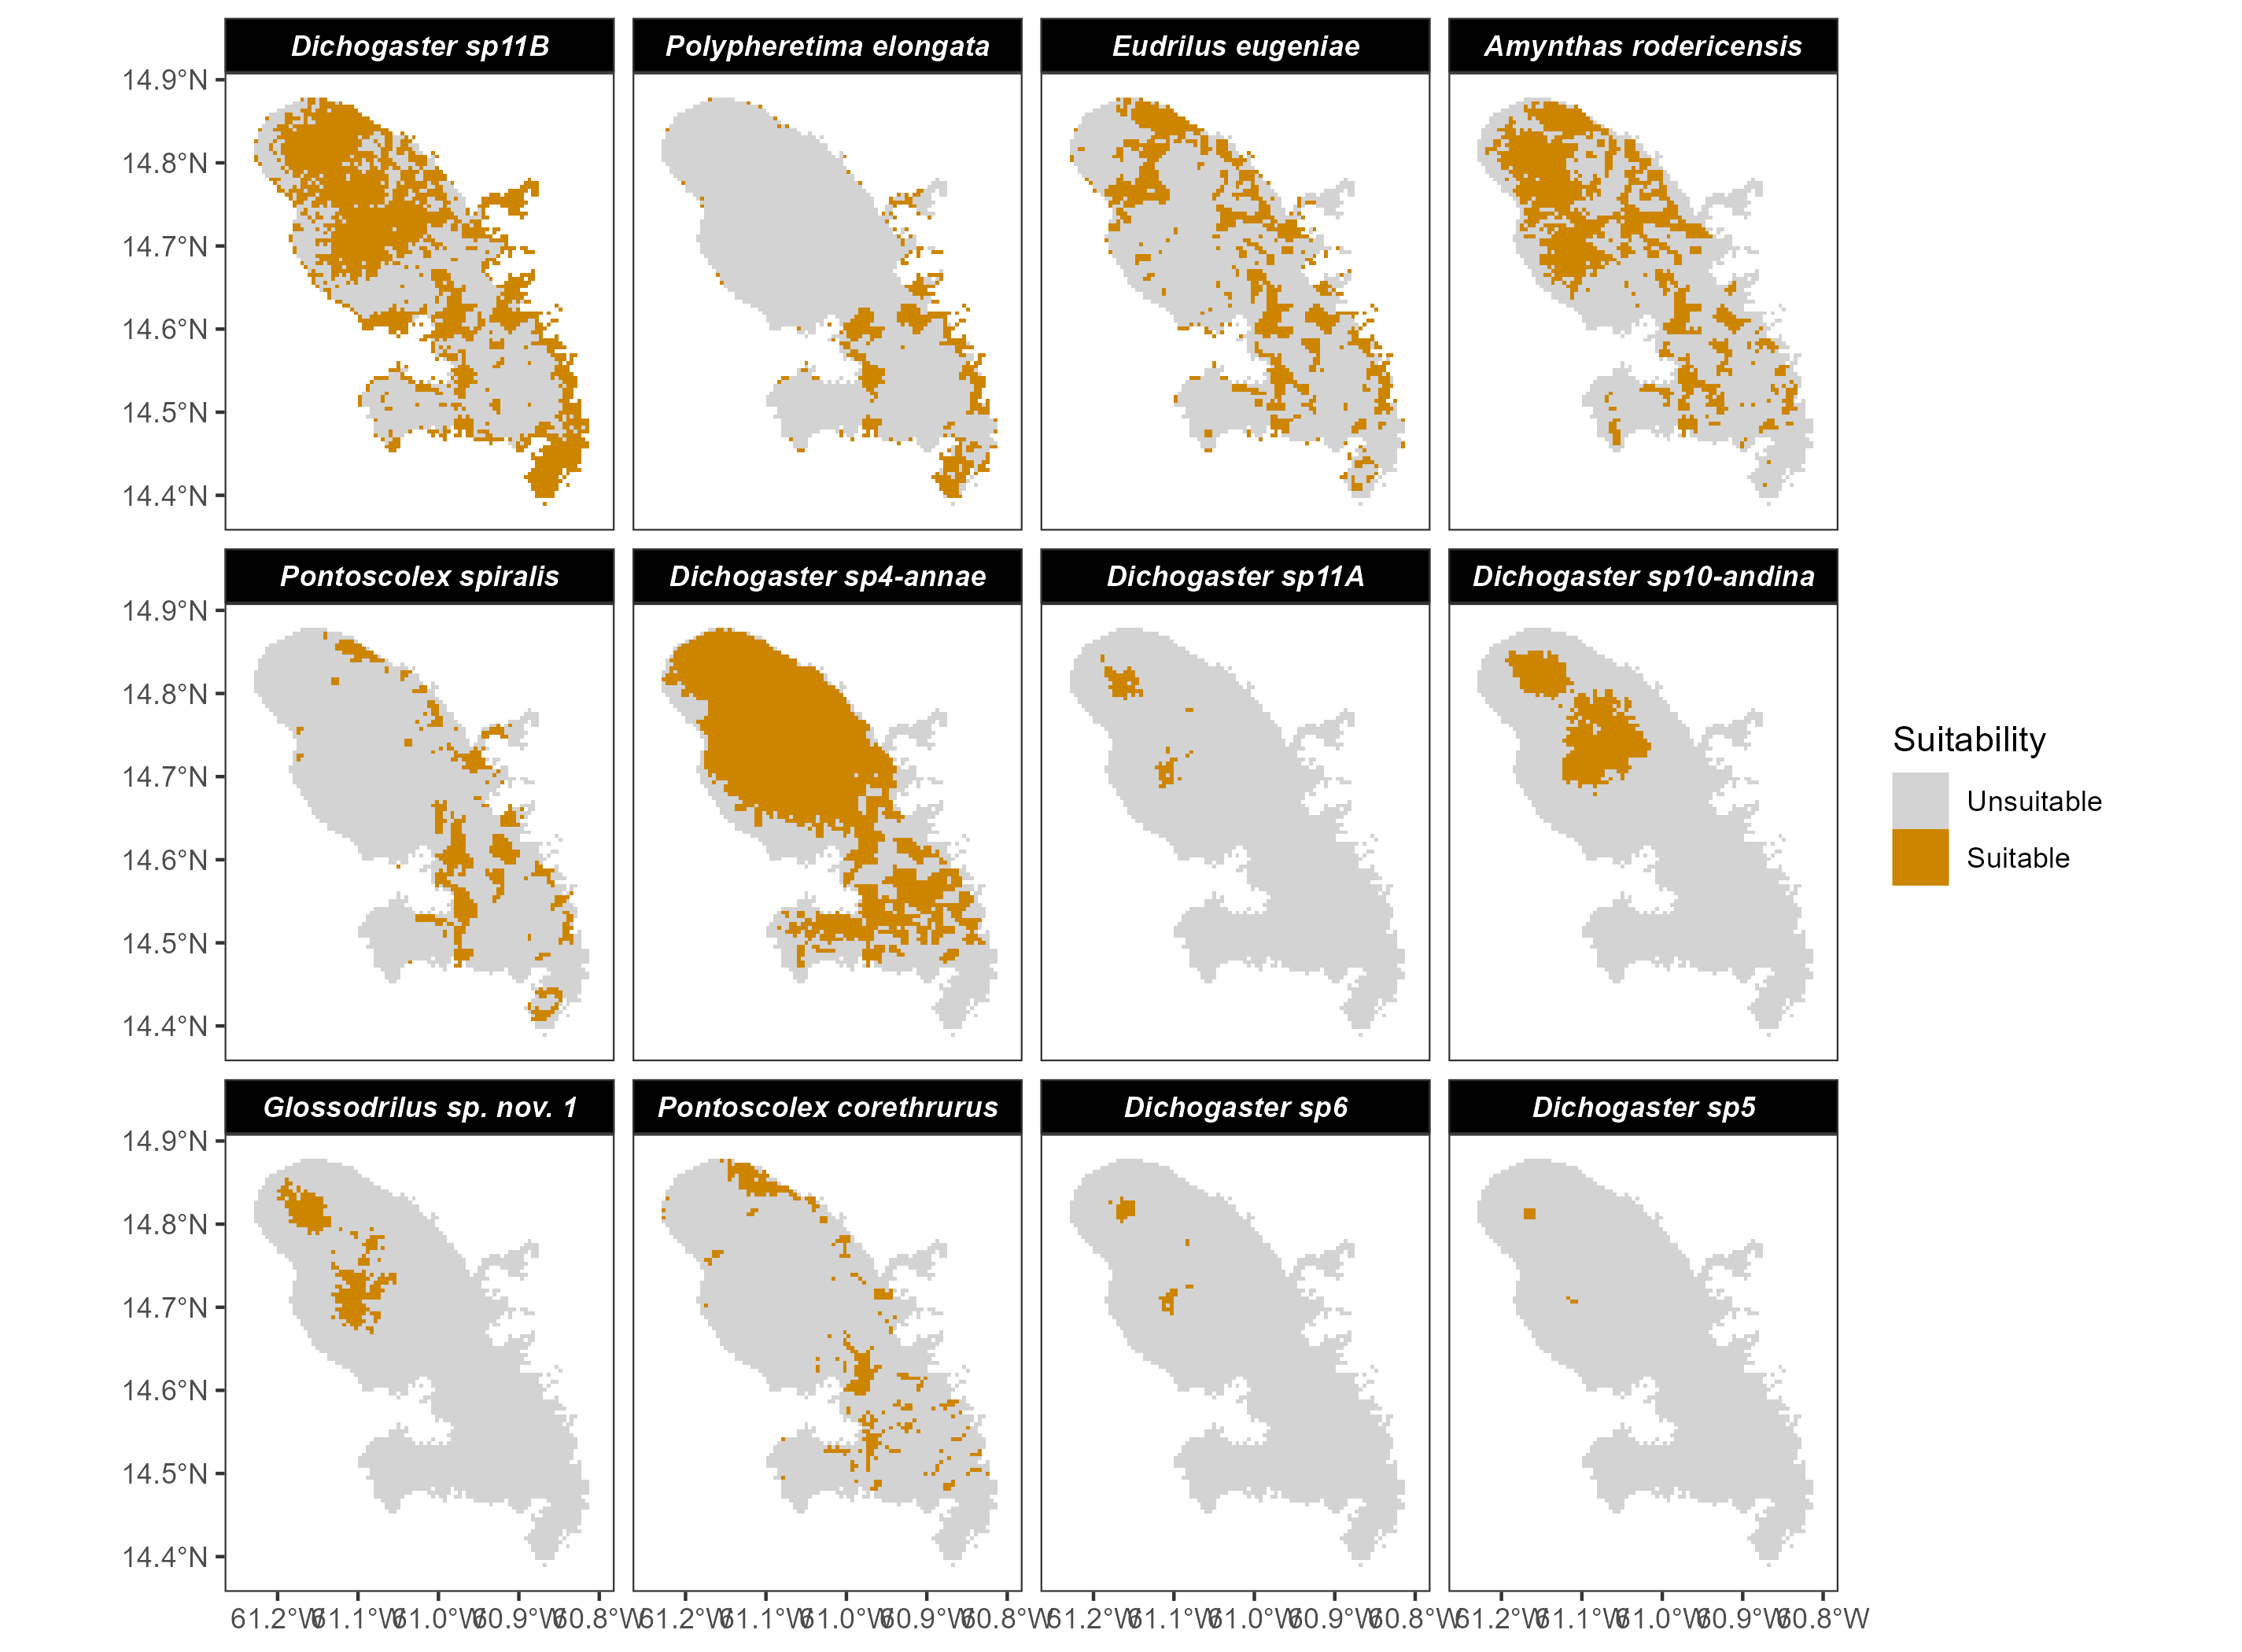 Dichogaster sp11B
Polypheretima elongata
Eudrilus eugeniae
Amynthas rodericensis
14.9°N
14.8°N
14.7°N
14.6°N
14.5°N
14.4°N
Pontoscolex spiralis
Dichogaster sp4-annae
Dichogaster sp11A
Dichogaster sp10-andina
14.9°N
14.8°N
14.7°N
14.6°N
14.5°N
14.4°N
Suitability
Unsuitable
Suitable
Glossodrilus sp. nov. 1
Pontoscolex corethrurus
Dichogaster sp6
Dichogaster sp5
14.9°N
14.8°N
14.7°N
14.6°N
14.5°N
14.4°N
61.2°W 61.1°W 61.0°W 60.9°W 60.8°W
61.2°W 61.1°W 61.0°W 60.9°W 60.8°W
61.2°W 61.1°W 61.0°W 60.9°W 60.8°W
61.2°W 61.1°W 61.0°W 60.9°W 60.8°W